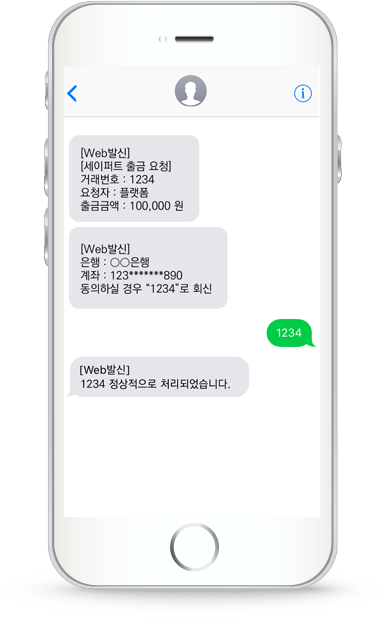 [Web발신]
[세이퍼트 출금 요청]
거래번호 : 1234
요청자 : 플랫폼
출금금액 : 100,000 원
[Web발신]
은행 : ○○은행
계좌 : 123*******890
동의하실 경우 “1234”로 회신
1234
[Web발신]
1234 정상적으로 처리되었습니다.